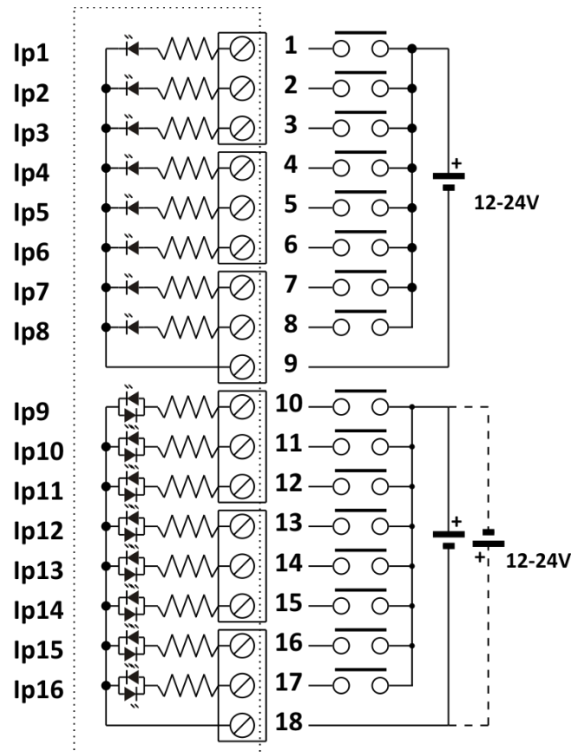 Ip1 1
Ip2 2
Ip3 3
Ip4 4
+
Ip5 5 12-24V
Ip6 6
Ip7 7
Ip8 8
9
Ip9 10
Ip10 11
Ip11 12
Ip12 13
+
Ip13 14 + 12-24V
Ip14 15
Ip15 16
Ip16 17
18